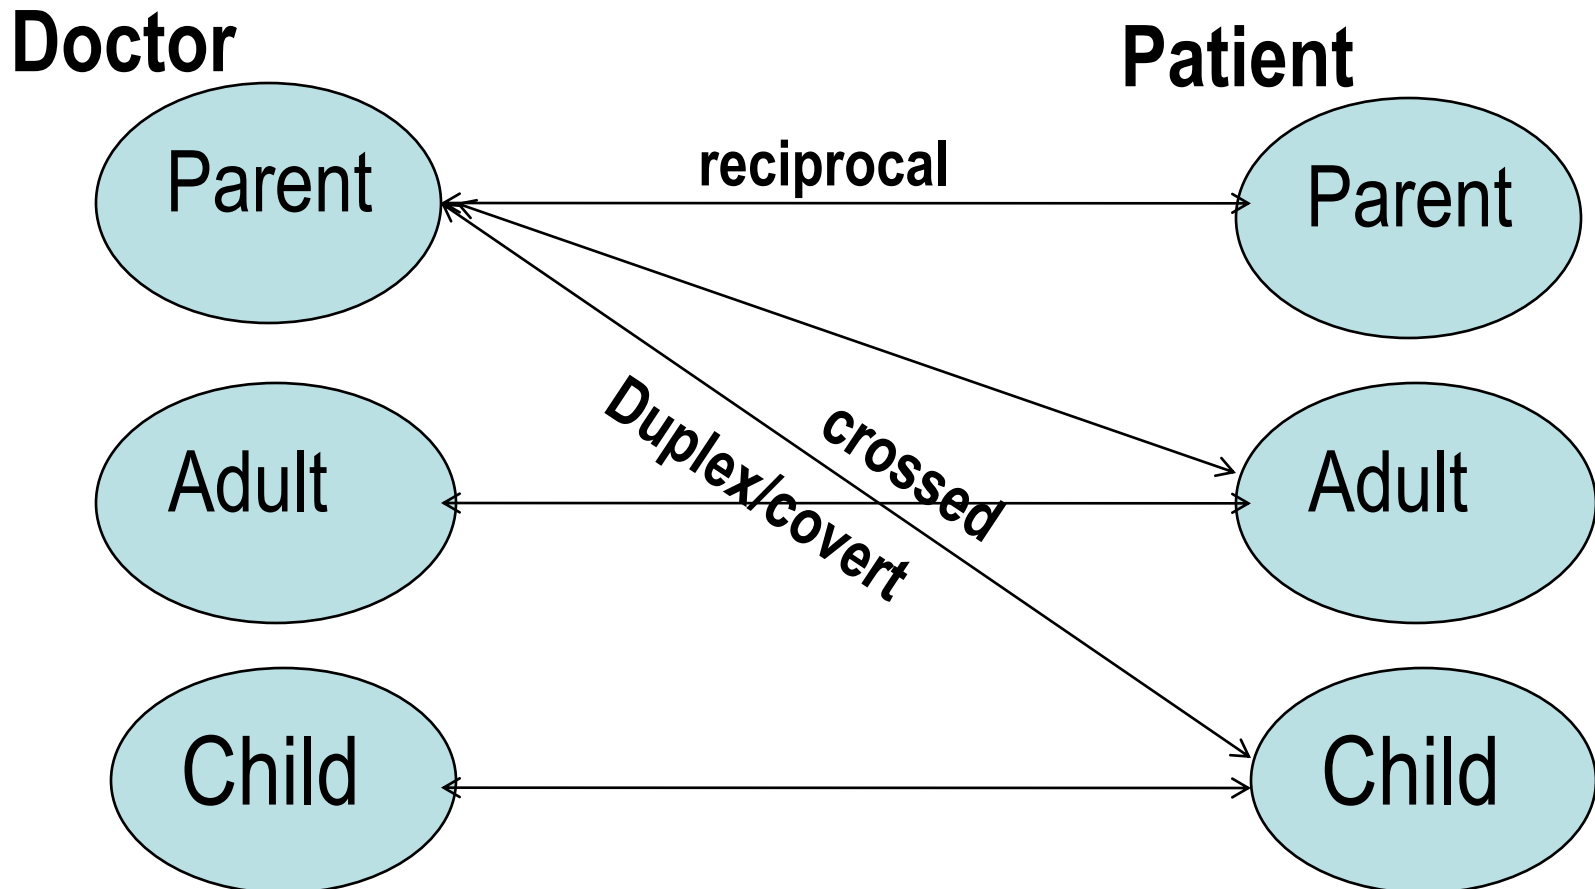 Doctor
Patient
Parent
reciprocal
Parent
Duplex/covert
crossed
Adult
Adult
Child
Child